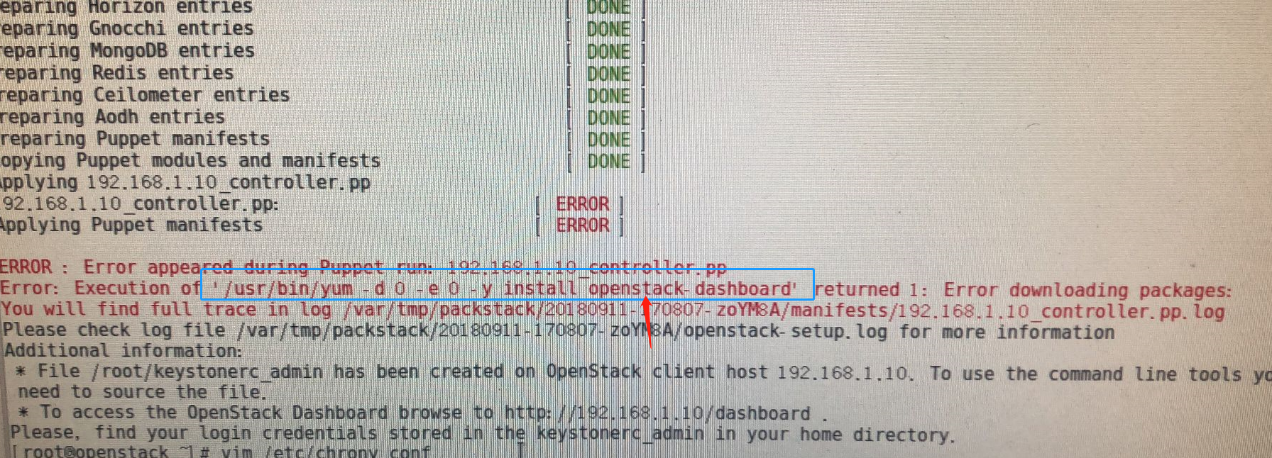 eparing Horizon entries [ DONE ]
eparing Gnocchi entries [ DONE ]
reparing MongoDB entries [ DONE ]
reparing Redis entries [ DONE ]
reparing Ceilometer entries [ DONE ]
reparing Aodh entries [ DONE ]
reparing Puppet manifests [ DONE ]
opying Puppet modules and manifests [ DONE ]
Applying 192.168.1.10_controller.pp
92.168.1.10_controller.pp: [ ERROR ]
Applying Puppet manifests [ ERROR ]
ERROR : Error appeared during Puppet run: 192.168.1.10_controller.pp
Error: Execution of '/usr/bin/yum -d 0 -e 0 -y install openstack-dashboard' returned 1: Error downloading packages:
You will find full trace in log /var/tmp/packstack/20180911-170807-zoYM8A/manifests/192.168.1.10_controller.pp.log
Please check log file /var/tmp/packstack/20180911-170807-zoYM8A/openstack-setup.log for more information
Additional information:
* File /root/keystonerc_admin has been created on OpenStack client host 192.168.1.10. To use the command line tools yo
need to source the file.
* To access the OpenStack Dashboard browse to http://192.168.1.10/dashboard .
Please, find your login credentials stored in the keystonerc_admin in your home directory.
[root@openstack ~]# vim /etc/chrony.conf